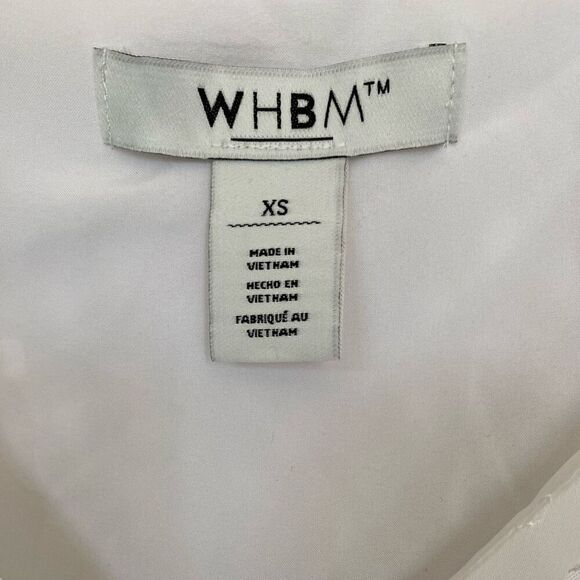 WHBM™
XS
MADE IN
VIETNAM
HECHO EN
VIETNAM
FABRIQUÉ AU
VIETNAM